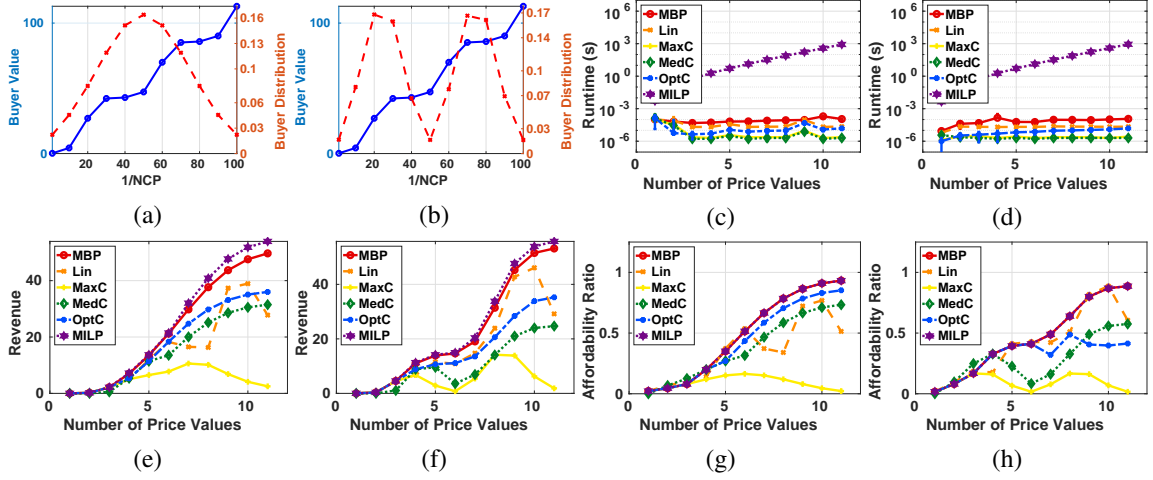 100
0
Buyer Value
20 40 60 80 100
1/NCP
0.16
0.13
0.1
0.06
0.03
0
Buyer Distribution
(a)
100
0
Buyer Value
20 40 60 80 100
1/NCP
0.17
0.13
0.1
0.07
0.03
0
Buyer Distribution
(b)
Runtime (s)
10^6
10^3
10^0
10^-3
10^-6
MBP
Lin
MaxC
MedC
OptC
MILP
0 5 10
Number of Price Values
(c)
Runtime (s)
10^6
10^3
10^0
10^-3
10^-6
MBP
Lin
MaxC
MedC
OptC
MILP
0 5 10
Number of Price Values
(d)
Revenue
40
20
0
MBP
Lin
MaxC
MedC
OptC
MILP
0 5 10
Number of Price Values
(e)
Revenue
40
20
0
MBP
Lin
MaxC
MedC
OptC
MILP
0 5 10
Number of Price Values
(f)
Affordability Ratio
1
0.5
0
MBP
Lin
MaxC
MedC
OptC
MILP
0 5 10
Number of Price Values
(g)
Affordability Ratio
1
0.5
0
MBP
Lin
MaxC
MedC
OptC
MILP
0 5 10
Number of Price Values
(h)